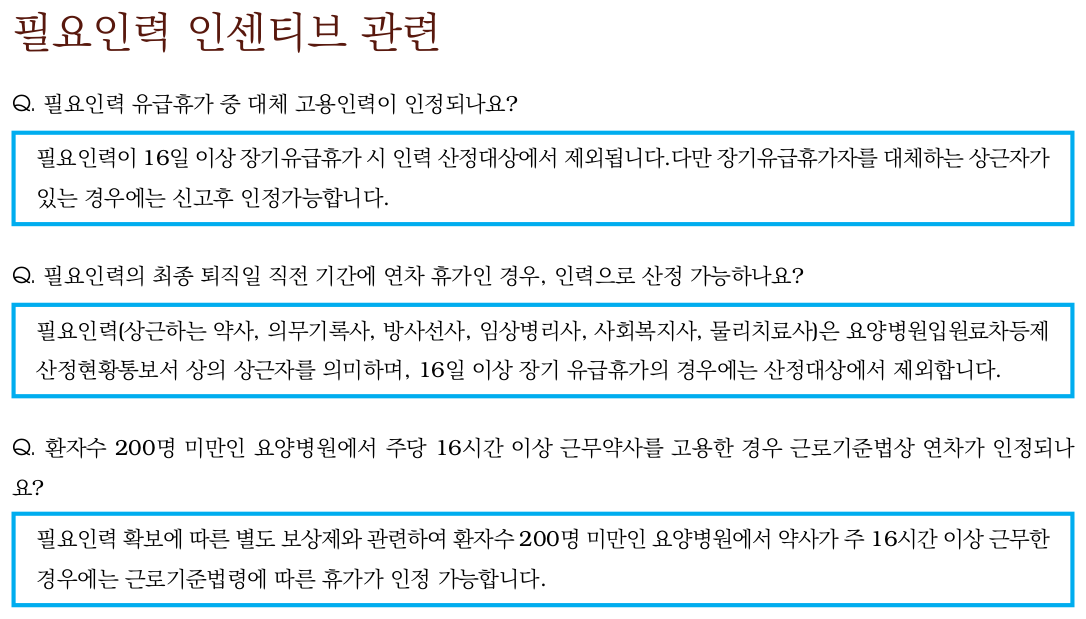 필요인력 인센티브 관련
Q. 필요인력 유급휴가 중 대체 고용인력이 인정되나요?
필요인력이 16일 이상 장기유급휴가 시 인력 산정대상에서 제외됩니다.다만 장기유급휴가자를 대체하는 상근자가
있는 경우에는 신고후 인정가능합니다.
Q. 필요인력의 최종 퇴직일 직전 기간에 연차 휴가인 경우, 인력으로 산정 가능하나요?
필요인력(상근하는 약사, 의무기록사, 방사선사, 임상병리사, 사회복지사, 물리치료사)은 요양병원입원료차등제
산정현황통보서 상의 상근자를 의미하며, 16일 이상 장기 유급휴가의 경우에는 산정대상에서 제외합니다.
Q. 환자수 200명 미만인 요양병원에서 주당 16시간 이상 근무약사를 고용한 경우 근로기준법상 연차가 인정되나
요?
필요인력 확보에 따른 별도 보상제와 관련하여 환자수 200명 미만인 요양병원에서 약사가 주 16시간 이상 근무한
경우에는 근로기준법령에 따른 휴가가 인정 가능합니다.